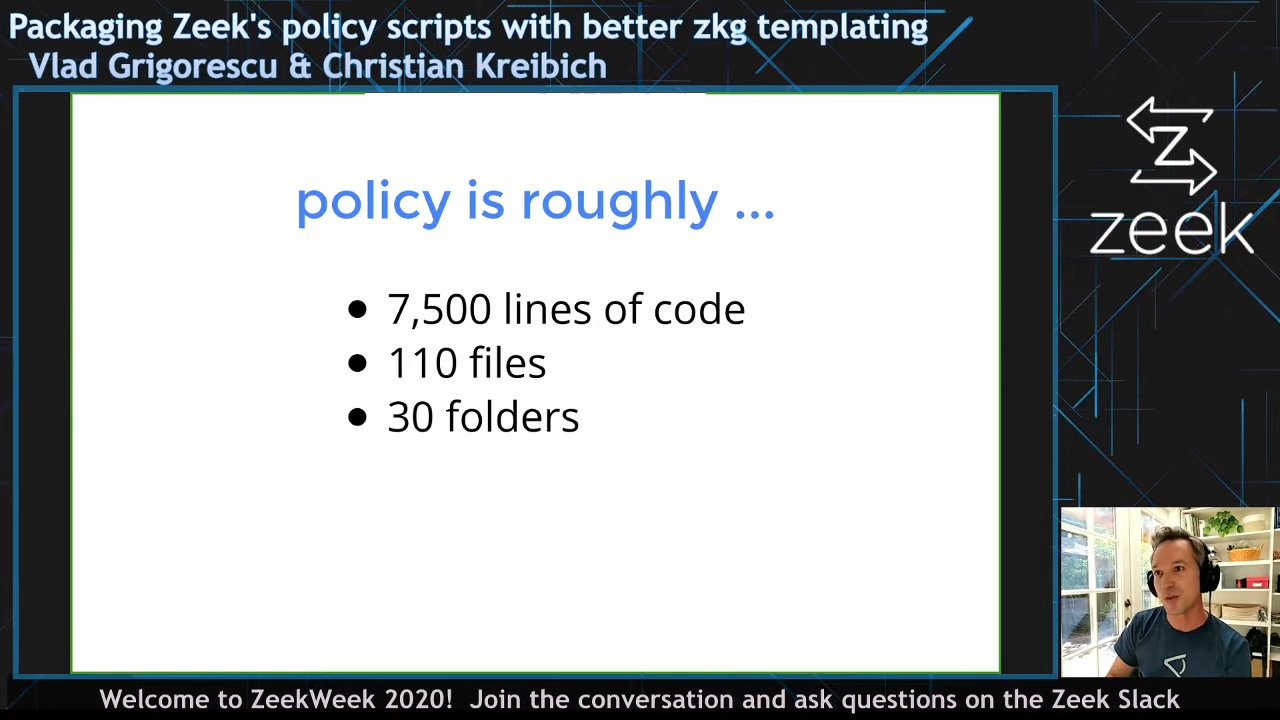 Packaging Zeek's policy scripts with better zkg templating
Vlad Grigorescu & Christian Kreibich
policy is roughly ...
• 7,500 lines of code
• 110 files
• 30 folders
z
zeek
Welcome to ZeekWeek 2020! Join the conversation and ask questions on the Zeek Slack